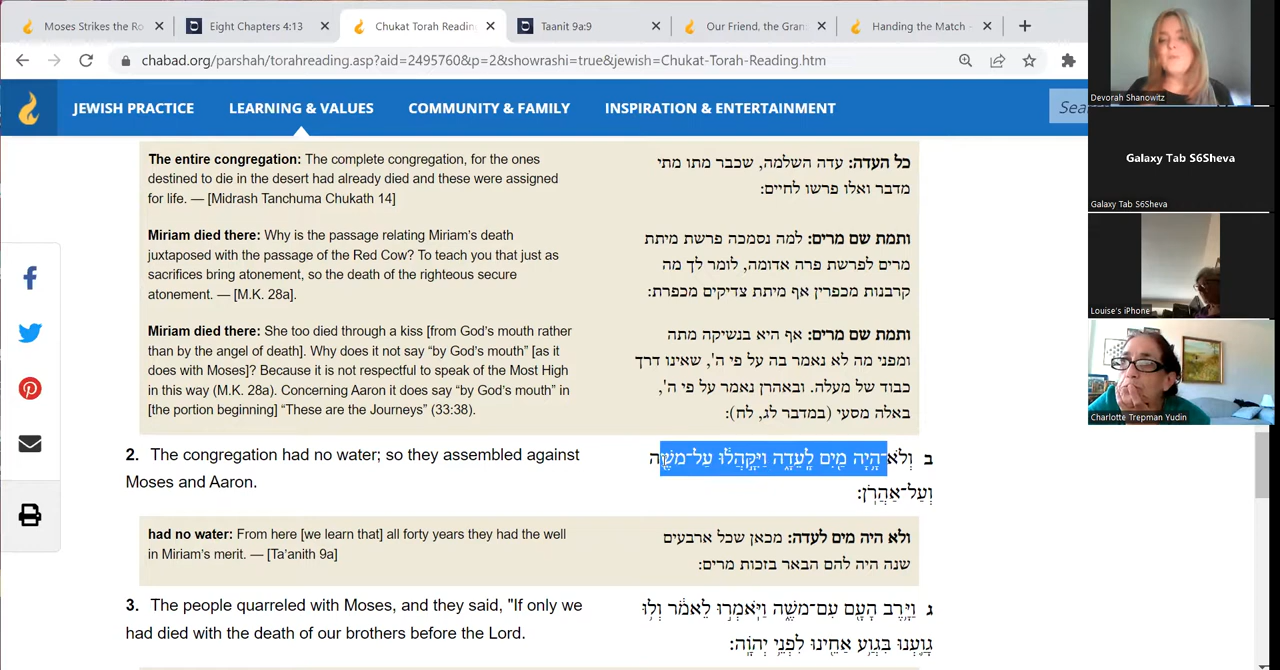 Moses Strikes the Ro
Eight Chapters 4:13
Chukat Torah Readin
Taanit 9a:9
Our Friend, the Gran
Handing the Match -
chabad.org/parshah/torahreading.asp?aid=2495760&p=2&showrashi=true&jewish=Chukat-Torah-Reading.htm
JEWISH PRACTICE
LEARNING & VALUES
COMMUNITY & FAMILY
INSPIRATION & ENTERTAINMENT
Sea
The entire congregation: The complete congregation, for the ones
destined to die in the desert had already died and these were assigned
for life. — [Midrash Tanchuma Chukath 14]
כל העדה: עדה השלמה, שכבר מתו מתי
מדבר ואלו פרשו לחיים:
Miriam died there: Why is the passage relating Miriam's death
juxtaposed with the passage of the Red Cow? To teach you that just as
sacrifices bring atonement, so the death of the righteous secure
atonement. — [M.K. 28a].
ותמת שם מרים: למה נסמכה פרשת מיתת
מרים לפרשת פרה אדומה, לומר לך מה
קרבנות מכפרין אף מיתת צדיקים מכפרת:
Miriam died there: She too died through a kiss [from God's mouth rather
than by the angel of death]. Why does it not say "by God's mouth" [as it
does with Moses]? Because it is not respectful to speak of the Most High
in this way (M.K. 28a). Concerning Aaron it does say "by God's mouth" in
[the portion beginning] "These are the Journeys" (33:38).
ותמת שם מרים: אף היא בנשיקה מתה
ומפני מה לא נאמר בה על פי ה', שאינו דרך
כבוד של מעלה. ובאהרן נאמר על פי ה',
באלה מסעי (במדבר לג, לח):
2. The congregation had no water; so they assembled against
Moses and Aaron.
ב וְלֹא־הָ֥יָה מַ֖יִם לָֽעֵדָ֑ה וַיִּקָּ֣הֲל֔וּ עַל־משֶׁ֖ה
וְעַל־אַֽהֲרֹֽן:
had no water: From here [we learn that] all forty years they had the well
in Miriam's merit. — [Ta'anith 9a]
ולא היה מים לעדה: מכאן שכל ארבעים
שנה היה להם הבאר בזכות מרים:
3. The people quarreled with Moses, and they said, "If only we
had died with the death of our brothers before the Lord.
ג וַיָּ֥רֶב הָעָ֖ם עִם־משֶׁ֑ה וַיֹּֽאמְר֣וּ לֵאמֹ֔ר וְל֥וּ
גָוַ֛עְנוּ בִּגְוַ֥ע אַחֵ֖ינוּ לִפְנֵ֥י יְהֹוָֽה:
Devorah Shanowitz
Galaxy Tab S6Sheva
Galaxy Tab S6Sheva
Louise's iPhone
Charlotte Trepman Yudin